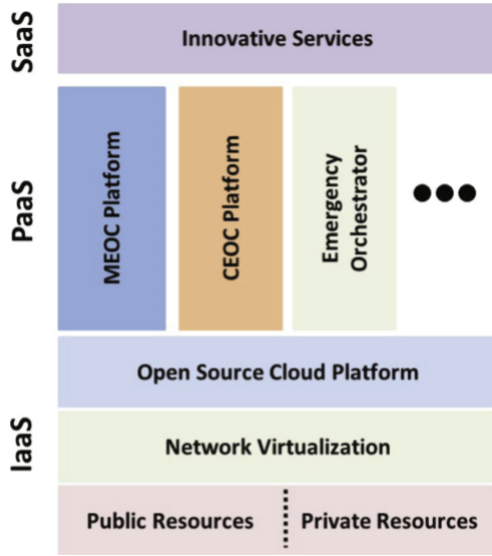 SaaS
Innovative Services
PaaS
MEOC Platform
CEOC Platform
Emergency
Orchestrator
IaaS
Open Source Cloud Platform
Network Virtualization
Public Resources
Private Resources